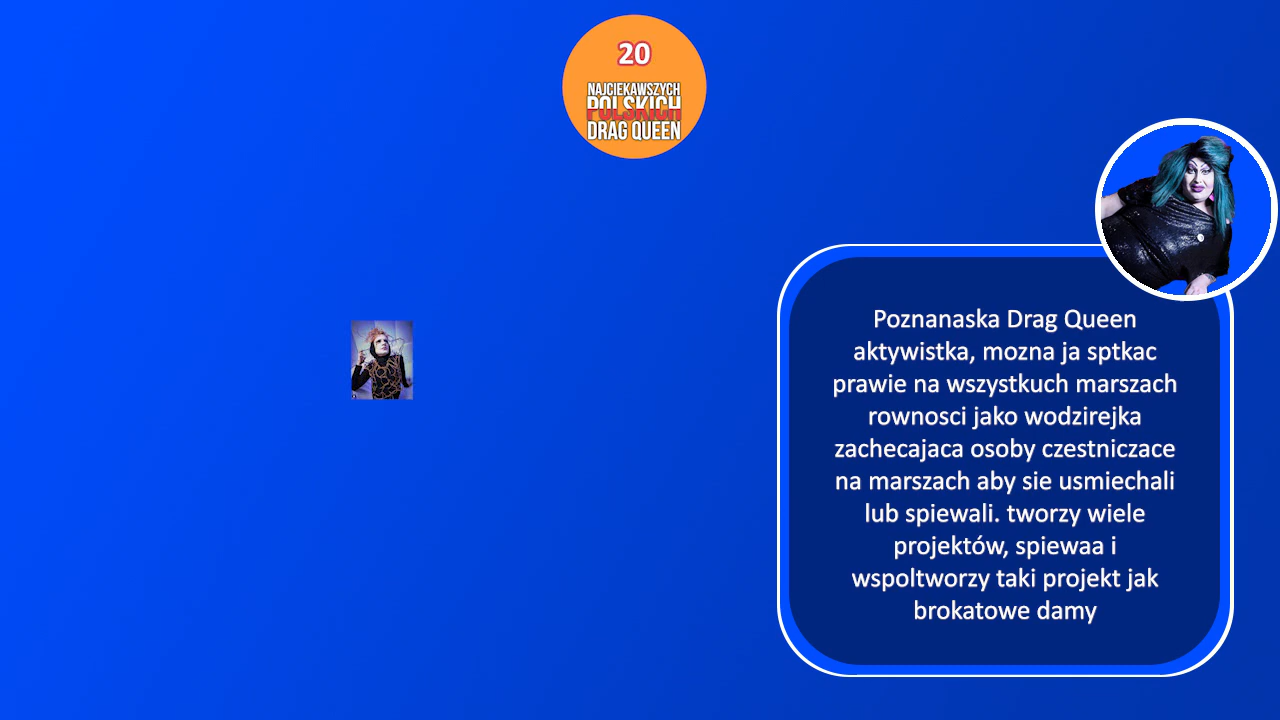 20
NAJCIEKAWSZYCH
POLSKICH
DRAG QUEEN
Poznanaska Drag Queen
aktywistka, mozna ja sptkac
prawie na wszystkuch marszach
rownosci jako wodzirejka
zachecajaca osoby czestniczace
na marszach aby sie usmiechali
lub spiewali. tworzy wiele
projektów, spiewaa i
wspoltworzy taki projekt jak
brokatowe damy